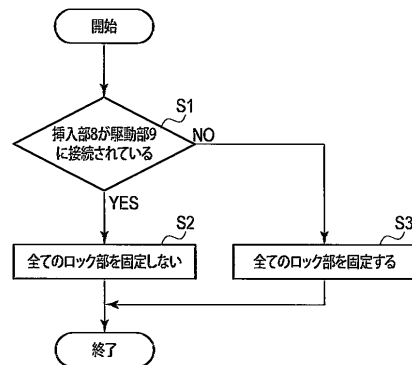 開始
S1
挿入部8が駆動部9
に接続されている
NO
YES
S2
全てのロック部を固定しない
S3
全てのロック部を固定する
終了